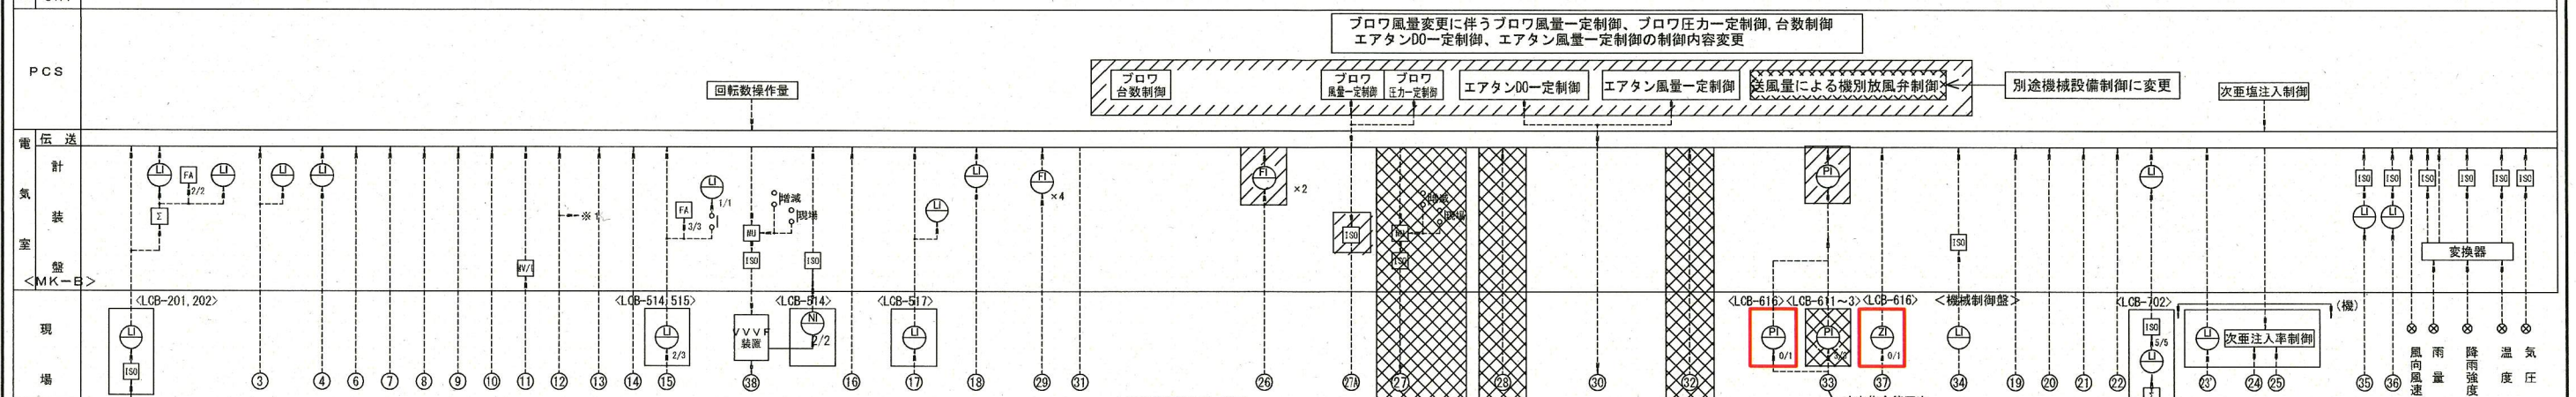 ブロワ風量変更に伴うブロワ風量一定制御、ブロワ圧力一定制御,台数制御
エアタンDO一定制御、エアタン風量一定制御の制御内容変更
PCS
回転数操作量
ブロワ
台数制御
ブロワ
風量一定制御
ブロワ
圧力一定制御
エアタンDO一定制御
エアタン風量一定制御
送風量による機別放風弁制御
別途機械設備制御に変更
次亜塩注入制御
電気室
伝送
計装盤
<MK-B>
LI
FA
2/2
LI
Σ
LI
LI
※1
FA
3/3
LI
1/1
増減
現場
MU
ISO
ISO
LI
LI
FI
×4
FI
×2
ISO
MU
ISO
増減
現場
PI
ISO
LI
ISO
LI
ISO
LI
ISO
ISO
ISO
ISO
変換器
現場
<LCB-201,202>
LI
ISO
<LCB-514,515>
LI
2/3
VVVF
装置
<LCB-514>
NI
2/2
<LCB-517>
LI
<LCB-616>
PI
0/1
<LCB-611~3>
PI
<LCB-616>
ZI
0/1
<機械制御盤>
LI
<LCB-702>
ISO
5/5
LI
(機)
LI
次亜注入率制御
風向風速
雨量
降雨強度
温度
気圧
③ ④ ⑥ ⑦ ⑧ ⑨ ⑩ ⑪ ⑫ ⑬ ⑭ ⑮ ㊳ ⑯ ⑰ ⑱ ㉙ ㉛ ㉖ 27A ㉗ ㉘ ㉚ ㉜ ㉝ ㊲ ㉞ ⑲ ⑳ ㉑ ㉒ 23' ㉔ ㉕ ㉟ ㊱